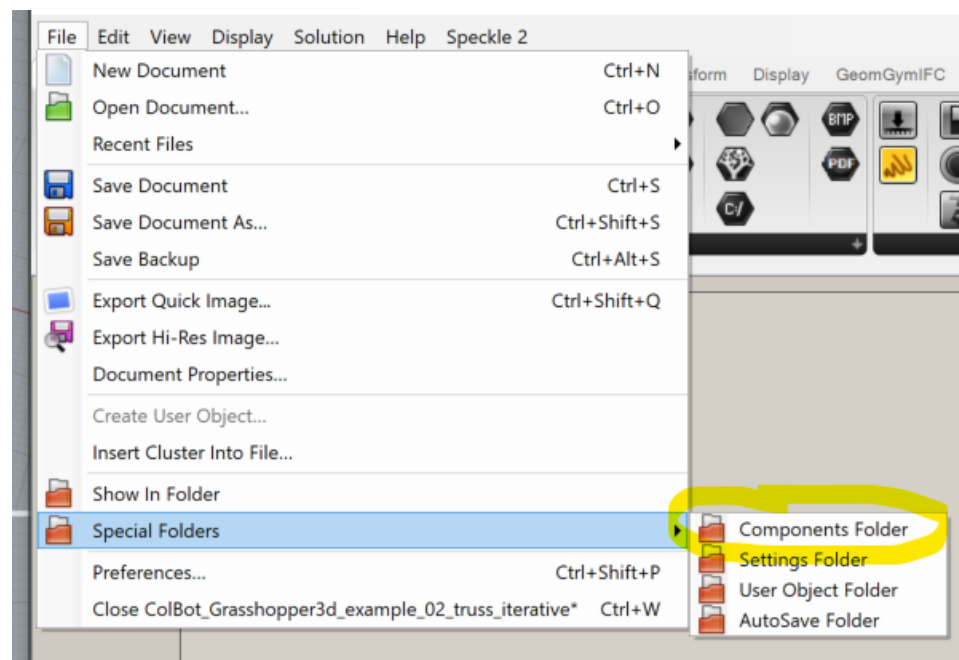 File Edit View Display Solution Help Speckle 2
sform Display GeomGymIFC
New Document Ctrl+N
Open Document... Ctrl+O
Recent Files
Save Document Ctrl+S
Save Document As... Ctrl+Shift+S
Save Backup Ctrl+Alt+S
Export Quick Image... Ctrl+Shift+Q
Export Hi-Res Image...
Document Properties...
Create User Object...
Insert Cluster Into File...
Show In Folder
Special Folders
Preferences... Ctrl+Shift+P
Close ColBot_Grasshopper3d_example_02_truss_iterative* Ctrl+W
BMP
PDF
C:/
Components Folder
Settings Folder
User Object Folder
AutoSave Folder